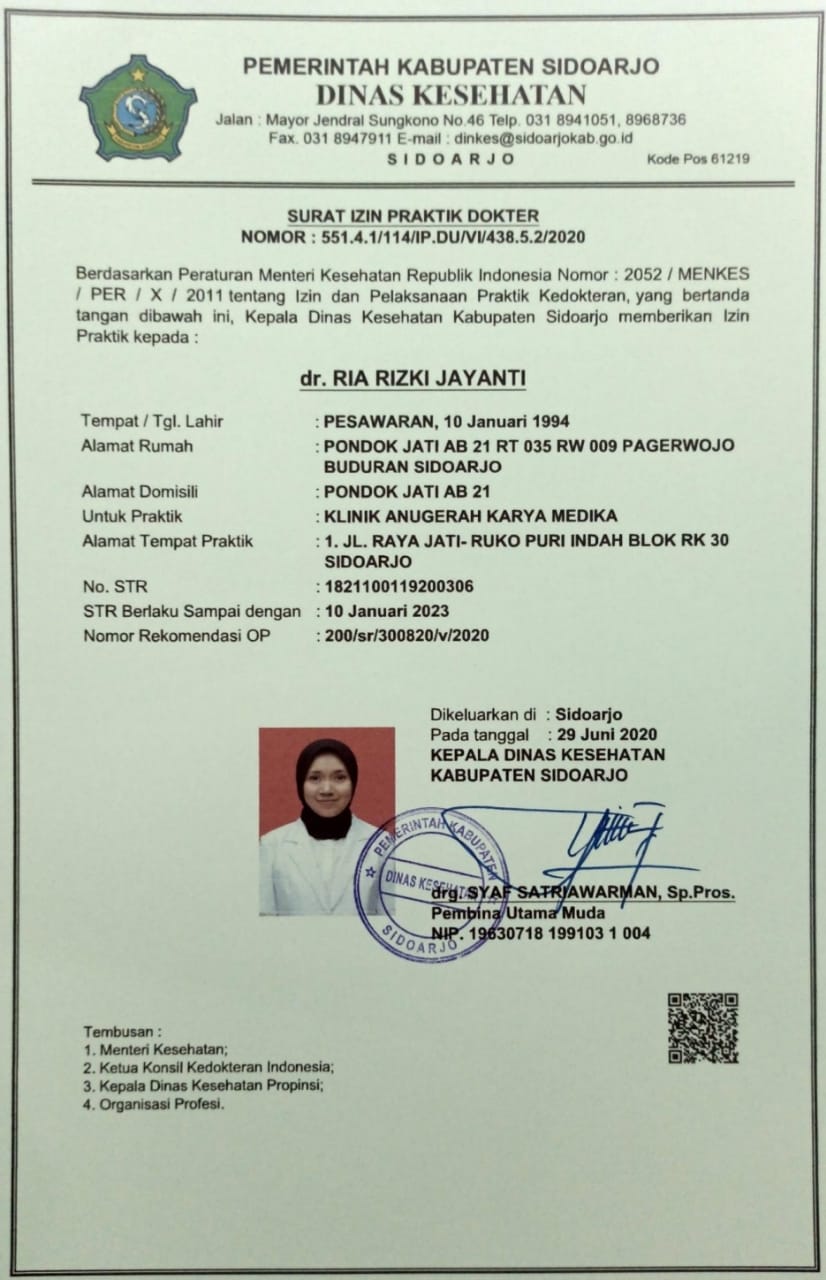 PEMERINTAH KABUPATEN SIDOARJO
DINAS KESEHATAN
Jalan : Mayor Jendral Sungkono No.46 Telp. 031 8941051, 8968736
Fax. 031 8947911 E-mail : dinkes@sidoarjokab.go.id
SIDOARJO Kode Pos 61219
SURAT IZIN PRAKTIK DOKTER
NOMOR : 551.4.1/114/IP.DU/VI/438.5.2/2020
Berdasarkan Peraturan Menteri Kesehatan Republik Indonesia Nomor : 2052 / MENKES
/ PER / X / 2011 tentang Izin dan Pelaksanaan Praktik Kedokteran, yang bertanda
tangan dibawah ini, Kepala Dinas Kesehatan Kabupaten Sidoarjo memberikan Izin
Praktik kepada :
dr. RIA RIZKI JAYANTI
Tempat / Tgl. Lahir : PESAWARAN, 10 Januari 1994
Alamat Rumah : PONDOK JATI AB 21 RT 035 RW 009 PAGERWOJO
BUDURAN SIDOARJO
Alamat Domisili : PONDOK JATI AB 21
Untuk Praktik : KLINIK ANUGERAH KARYA MEDIKA
Alamat Tempat Praktik : 1. JL. RAYA JATI- RUKO PURI INDAH BLOK RK 30
SIDOARJO
No. STR : 1821100119200306
STR Berlaku Sampai dengan : 10 Januari 2023
Nomor Rekomendasi OP : 200/sr/300820/v/2020
Dikeluarkan di : Sidoarjo
Pada tanggal : 29 Juni 2020
KEPALA DINAS KESEHATAN
KABUPATEN SIDOARJO
PEMERINTAH KABUPATEN
DINAS KESEHATAN
SIDOARJO
drg. SYAF SATRIAWARMAN, Sp.Pros.
Pembina Utama Muda
NIP. 19630718 199103 1 004
Tembusan :
1. Menteri Kesehatan;
2. Ketua Konsil Kedokteran Indonesia;
3. Kepala Dinas Kesehatan Propinsi;
4. Organisasi Profesi.